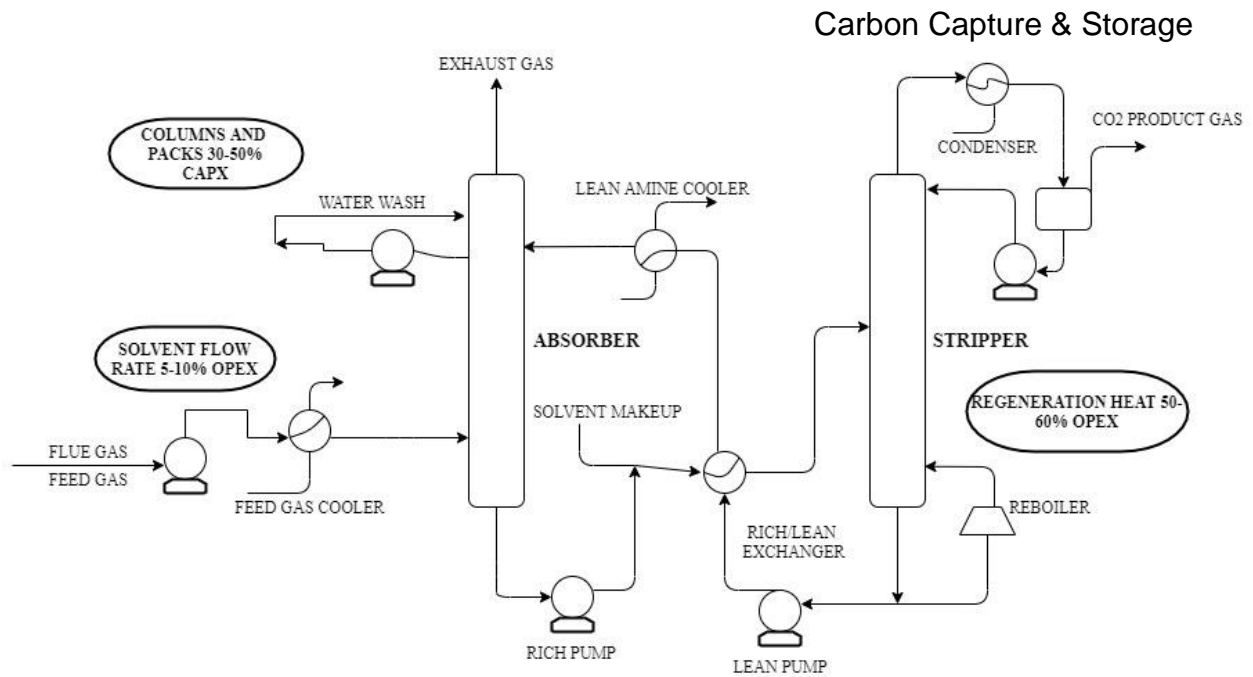 Carbon Capture & Storage
EXHAUST GAS
COLUMNS AND
PACKS 30-50%
CAPX
CO2 PRODUCT GAS
CONDENSER
LEAN AMINE COOLER
WATER WASH
ABSORBER
STRIPPER
SOLVENT FLOW
RATE 5-10% OPEX
REGENERATION HEAT 50-
60% OPEX
SOLVENT MAKEUP
FLUE GAS
FEED GAS
FEED GAS COOLER
REBOILER
RICH/LEAN
EXCHANGER
RICH PUMP
LEAN PUMP